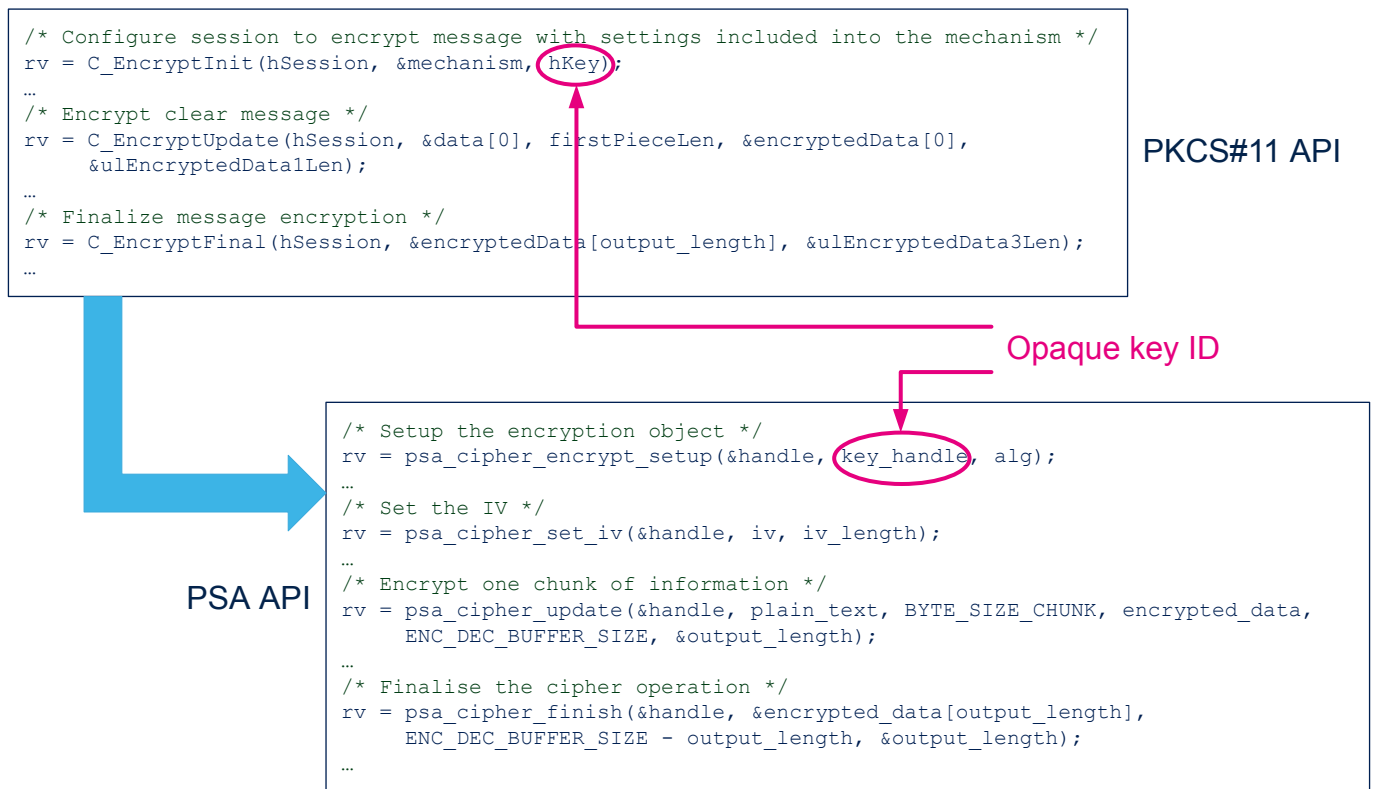 /* Configure session to encrypt message with settings included into the mechanism */
rv = C_EncryptInit(hSession, &mechanism, hKey);
…
/* Encrypt clear message */
rv = C_EncryptUpdate(hSession, &data[0], firstPieceLen, &encryptedData[0],
&ulEncryptedData1Len);
…
/* Finalize message encryption */
rv = C_EncryptFinal(hSession, &encryptedData[output_length], &ulEncryptedData3Len);
…
PKCS#11 API
Opaque key ID
/* Setup the encryption object */
rv = psa_cipher_encrypt_setup(&handle, key_handle, alg);
…
/* Set the IV */
rv = psa_cipher_set_iv(&handle, iv, iv_length);
…
/* Encrypt one chunk of information */
rv = psa_cipher_update(&handle, plain_text, BYTE_SIZE_CHUNK, encrypted_data,
ENC_DEC_BUFFER_SIZE, &output_length);
…
/* Finalise the cipher operation */
rv = psa_cipher_finish(&handle, &encrypted_data[output_length],
ENC_DEC_BUFFER_SIZE - output_length, &output_length);
…
PSA API